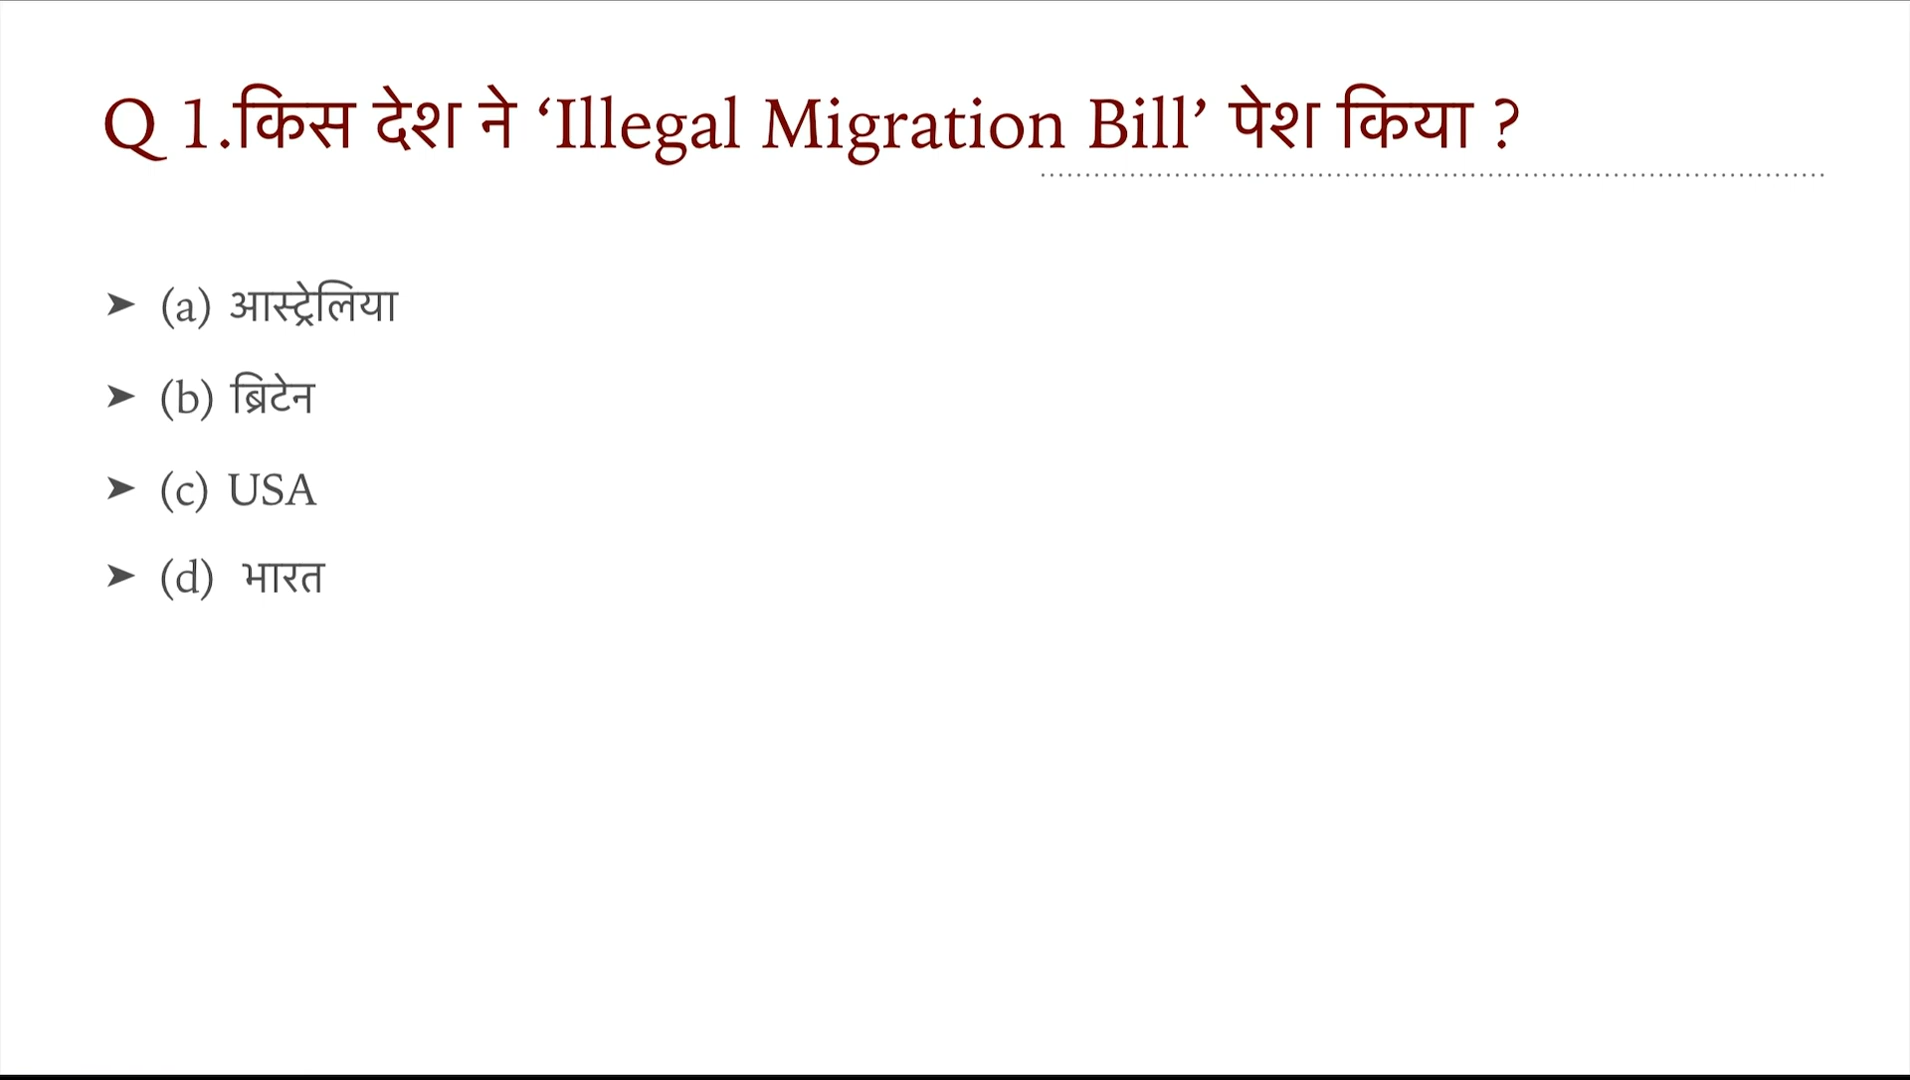 Q 1.किस देश ने ‘Illegal Migration Bill’ पेश किया ?
➤ (a) आस्ट्रेलिया
➤ (b) ब्रिटेन
➤ (c) USA
➤ (d) भारत